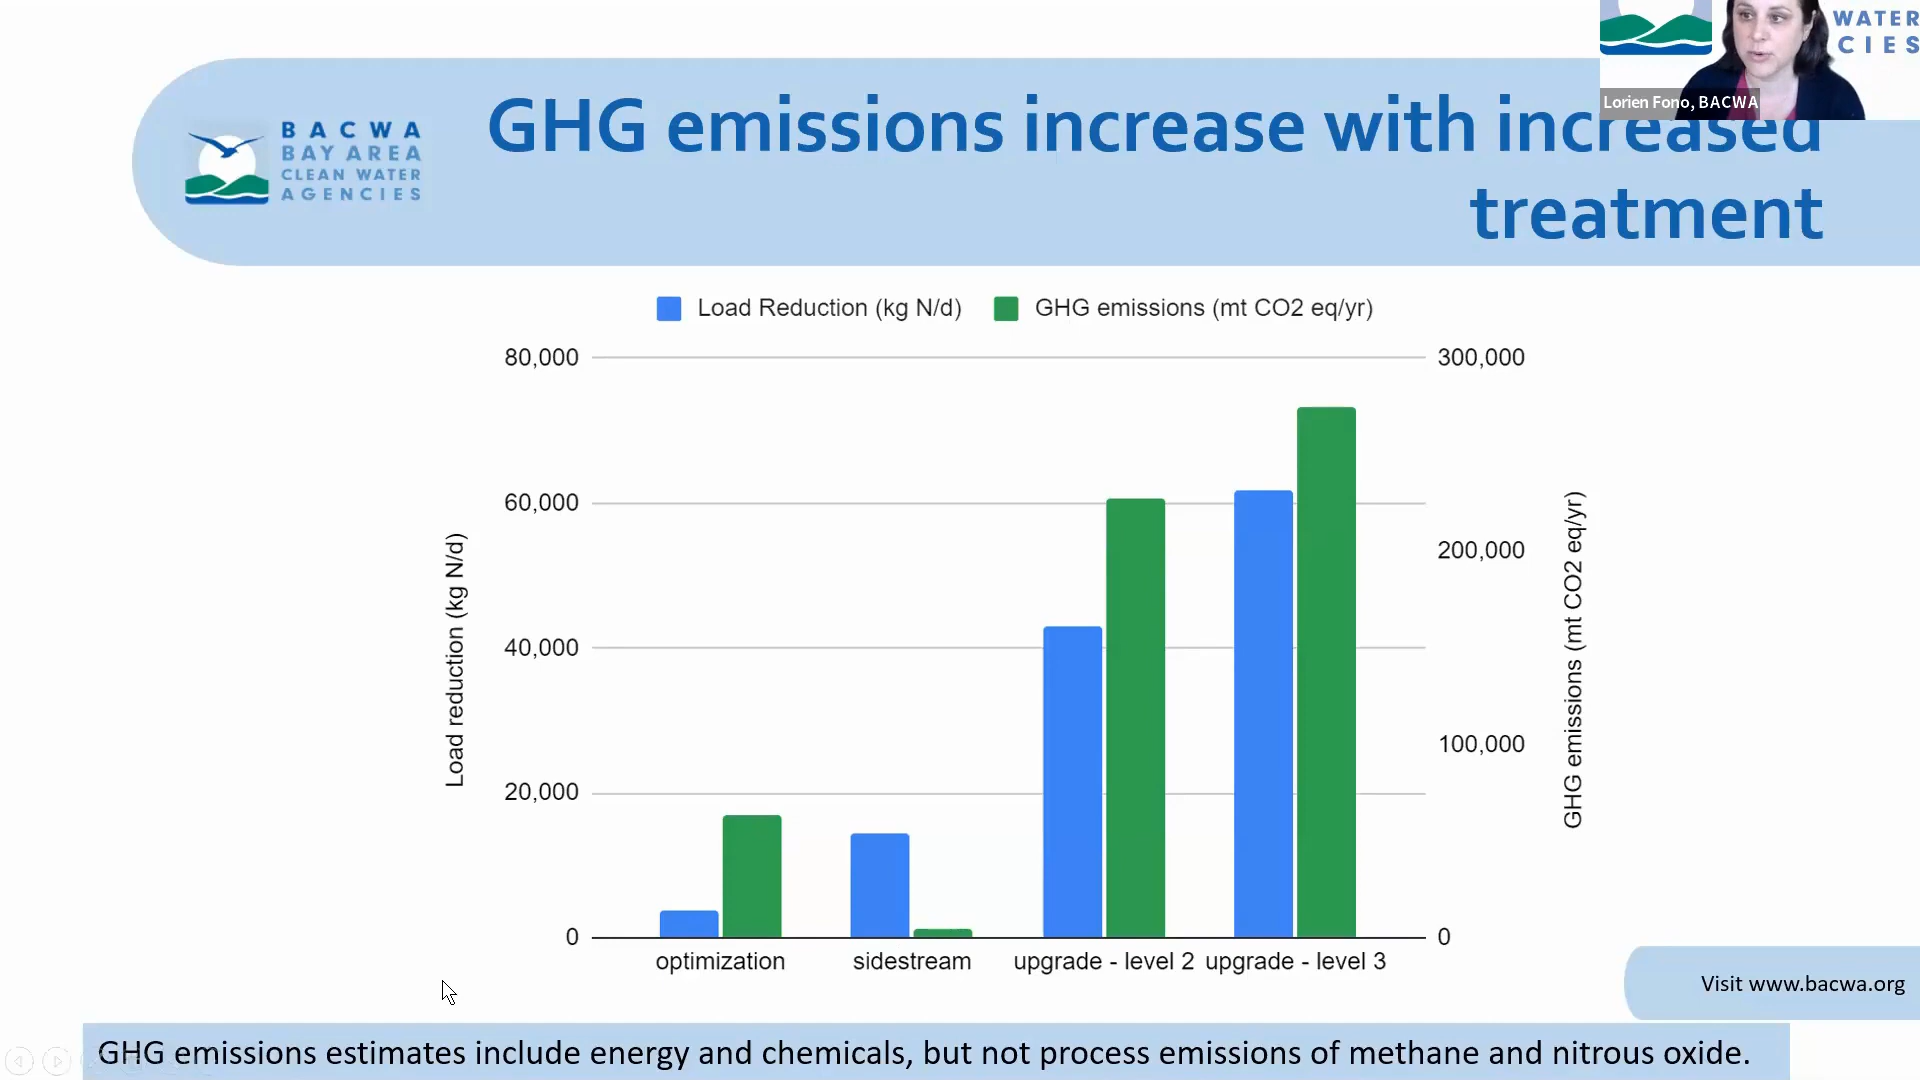 WATER
CIES
Lorien Fono, BACWA
BACWA
BAY AREA
CLEAN WATER
AGENCIES
GHG emissions increase with increased
treatment
Load Reduction (kg N/d)
GHG emissions (mt CO2 eq/yr)
80,000
60,000
40,000
20,000
0
Load reduction (kg N/d)
300,000
200,000
100,000
0
GHG emissions (mt CO2 eq/yr)
optimization
sidestream
upgrade - level 2
upgrade - level 3
Visit www.bacwa.org
GHG emissions estimates include energy and chemicals, but not process emissions of methane and nitrous oxide.